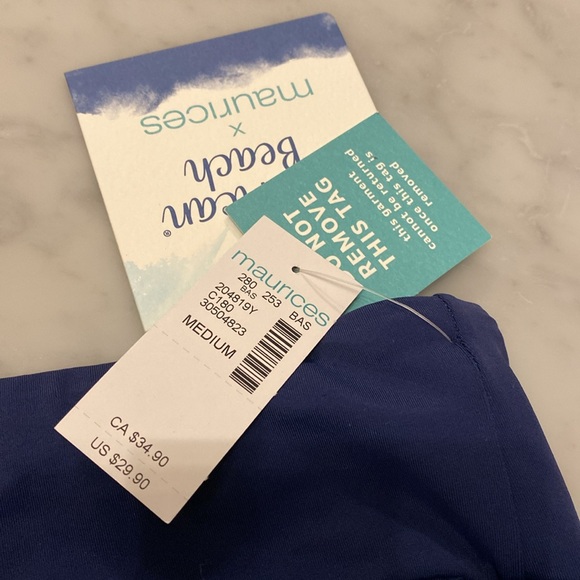 maurices
x
Beach
®
DO NOT
REMOVE
THIS TAG
this garment
cannot be returned
once this tag is
removed
maurices
280 253 BAS
BAS
204819Y
C180
30504823
MEDIUM
CA $34.90
US $29.90